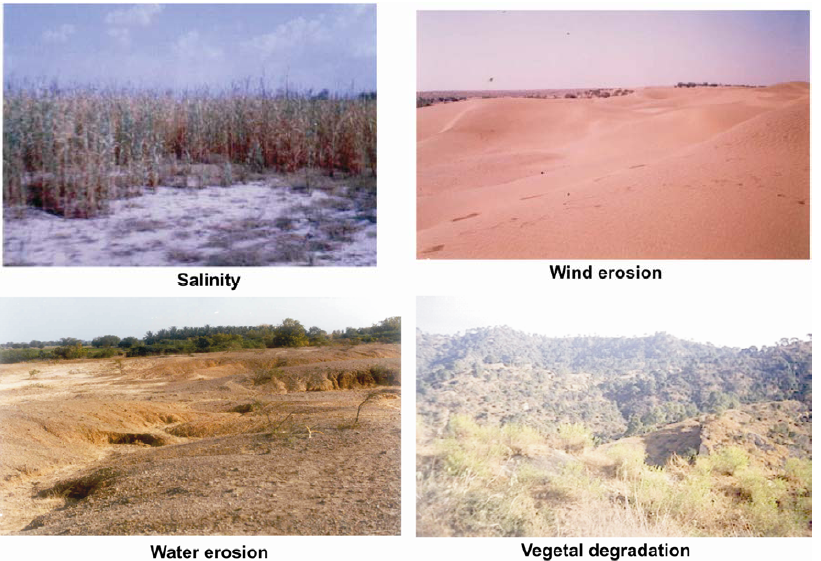 Salinity
Wind erosion
Water erosion
Vegetal degradation